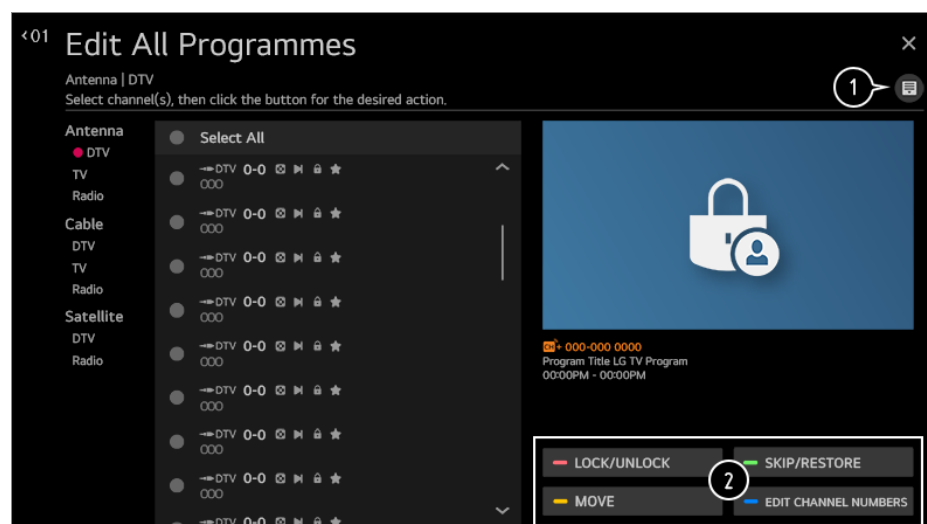 <01 Edit All Programmes
Antenna | DTV
Select channel(s), then click the button for the desired action.
1
Antenna
DTV
TV
Radio
Cable
DTV
TV
Radio
Satellite
DTV
Radio
Select All
DTV 0-0
000
DTV 0-0
000
DTV 0-0
000
DTV 0-0
000
DTV 0-0
000
DTV 0-0
000
DTV 0-0
000
DTV 0-0
000
DTV 0-0
CH+ 000-000 0000
Program Title LG TV Program
00:00PM - 00:00PM
LOCK/UNLOCK
SKIP/RESTORE
2
MOVE
EDIT CHANNEL NUMBERS